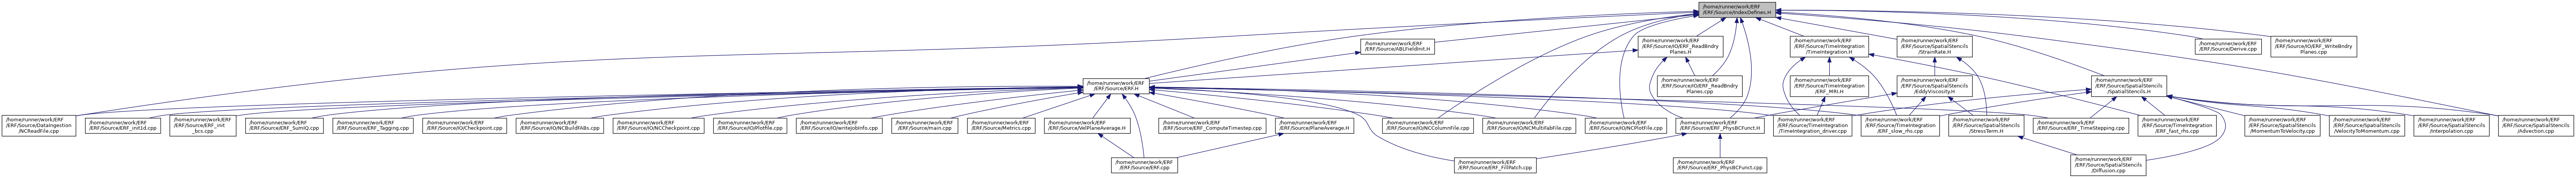 /home/runner/work/ERF
/ERF/Source/IndexDefines.H
/home/runner/work/ERF
/ERF/Source/ABLFieldInit.H
/home/runner/work/ERF
/ERF/Source/IO/ERF_ReadBndry
Planes.H
/home/runner/work/ERF
/ERF/Source/TimeIntegration
/TimeIntegration.H
/home/runner/work/ERF
/ERF/Source/SpatialStencils
/StrainRate.H
/home/runner/work/ERF
/ERF/Source/Derive.cpp
/home/runner/work/ERF
/ERF/Source/IO/ERF_WriteBndry
Planes.cpp
/home/runner/work/ERF
/ERF/Source/ERF.H
/home/runner/work/ERF
/ERF/Source/IO/ERF_ReadBndry
Planes.cpp
/home/runner/work/ERF
/ERF/Source/TimeIntegration
/ERF_MRI.H
/home/runner/work/ERF
/ERF/Source/SpatialStencils
/EddyViscosity.H
/home/runner/work/ERF
/ERF/Source/SpatialStencils
/SpatialStencils.H
/home/runner/work/ERF
/ERF/Source/DataIngestion
/NCReadFile.cpp
/home/runner/work/ERF
/ERF/Source/ERF_init1d.cpp
/home/runner/work/ERF
/ERF/Source/ERF_init
_bcs.cpp
/home/runner/work/ERF
/ERF/Source/ERF_SumIQ.cpp
/home/runner/work/ERF
/ERF/Source/ERF_Tagging.cpp
/home/runner/work/ERF
/ERF/Source/IO/Checkpoint.cpp
/home/runner/work/ERF
/ERF/Source/IO/NCBuildFABs.cpp
/home/runner/work/ERF
/ERF/Source/IO/NCCheckpoint.cpp
/home/runner/work/ERF
/ERF/Source/IO/Plotfile.cpp
/home/runner/work/ERF
/ERF/Source/IO/writeJobInfo.cpp
/home/runner/work/ERF
/ERF/Source/main.cpp
/home/runner/work/ERF
/ERF/Source/Metrics.cpp
/home/runner/work/ERF
/ERF/Source/VelPlaneAverage.H
/home/runner/work/ERF
/ERF/Source/ERF_ComputeTimestep.cpp
/home/runner/work/ERF
/ERF/Source/PlaneAverage.H
/home/runner/work/ERF
/ERF/Source/IO/NCColumnFile.cpp
/home/runner/work/ERF
/ERF/Source/IO/NCMultiFabFile.cpp
/home/runner/work/ERF
/ERF/Source/IO/NCPlotFile.cpp
/home/runner/work/ERF
/ERF/Source/ERF_PhysBCFunct.H
/home/runner/work/ERF
/ERF/Source/TimeIntegration
/TimeIntegration_driver.cpp
/home/runner/work/ERF
/ERF/Source/TimeIntegration
/ERF_slow_rhs.cpp
/home/runner/work/ERF
/ERF/Source/SpatialStencils
/StressTerm.H
/home/runner/work/ERF
/ERF/Source/ERF_TimeStepping.cpp
/home/runner/work/ERF
/ERF/Source/TimeIntegration
/ERF_fast_rhs.cpp
/home/runner/work/ERF
/ERF/Source/SpatialStencils
/MomentumToVelocity.cpp
/home/runner/work/ERF
/ERF/Source/SpatialStencils
/VelocityToMomentum.cpp
/home/runner/work/ERF
/ERF/Source/SpatialStencils
/Interpolation.cpp
/home/runner/work/ERF
/ERF/Source/SpatialStencils
/Advection.cpp
/home/runner/work/ERF
/ERF/Source/ERF.cpp
/home/runner/work/ERF
/ERF/Source/ERF_FillPatch.cpp
/home/runner/work/ERF
/ERF/Source/ERF_PhysBCFunct.cpp
/home/runner/work/ERF
/ERF/Source/SpatialStencils
/Diffusion.cpp